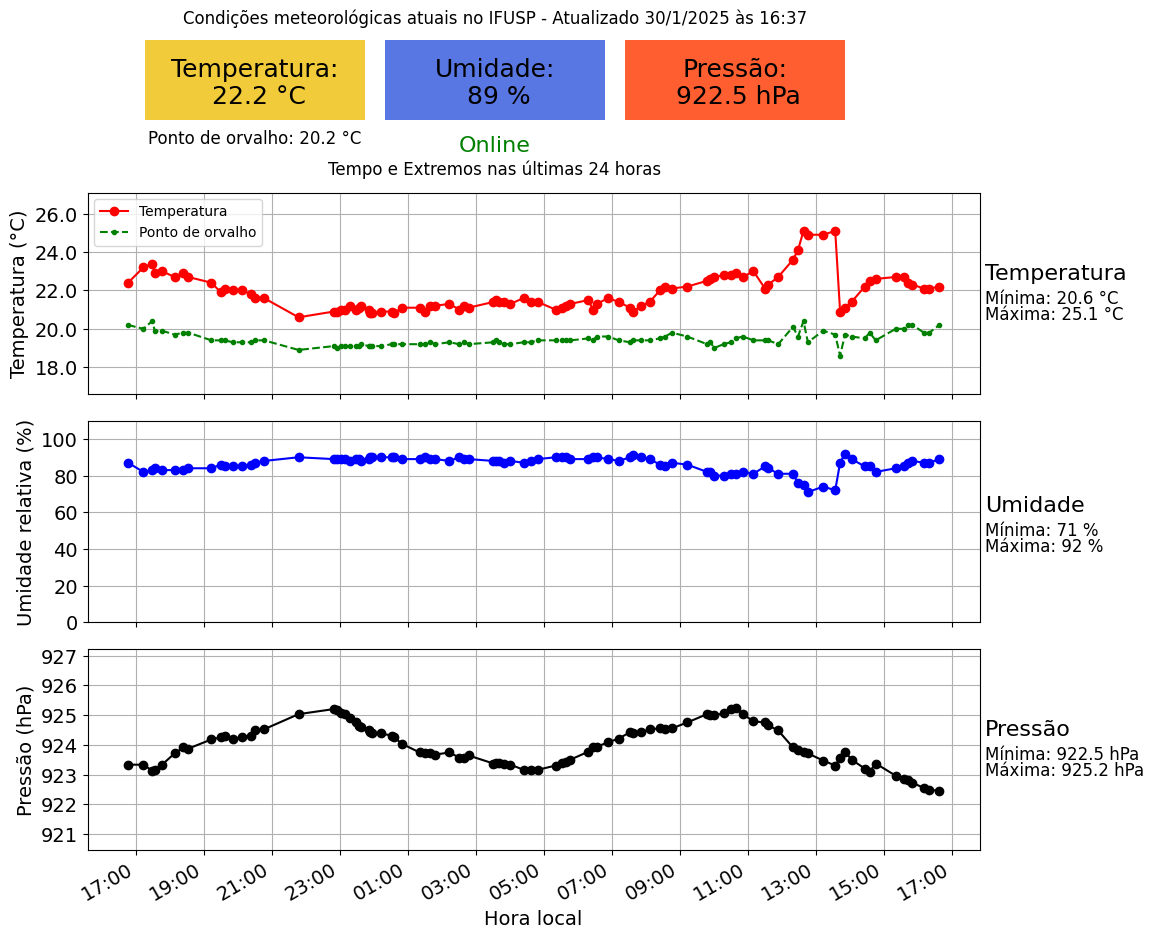 Condições meteorológicas atuais no IFUSP - Atualizado 30/1/2025 às 16:37
Temperatura:
22.2 °C
Umidade:
89 %
Pressão:
922.5 hPa
Ponto de orvalho: 20.2 °C
Online
Tempo e Extremos nas últimas 24 horas
Temperatura (°C)
26.0
24.0
22.0
20.0
18.0
Temperatura
Ponto de orvalho
Temperatura
Mínima: 20.6 °C
Máxima: 25.1 °C
Umidade relativa (%)
100
80
60
40
20
0
Umidade
Mínima: 71 %
Máxima: 92 %
Pressão (hPa)
927
926
925
924
923
922
921
Pressão
Mínima: 922.5 hPa
Máxima: 925.2 hPa
17:00
19:00
21:00
23:00
01:00
03:00
05:00
07:00
09:00
11:00
13:00
15:00
17:00
Hora local